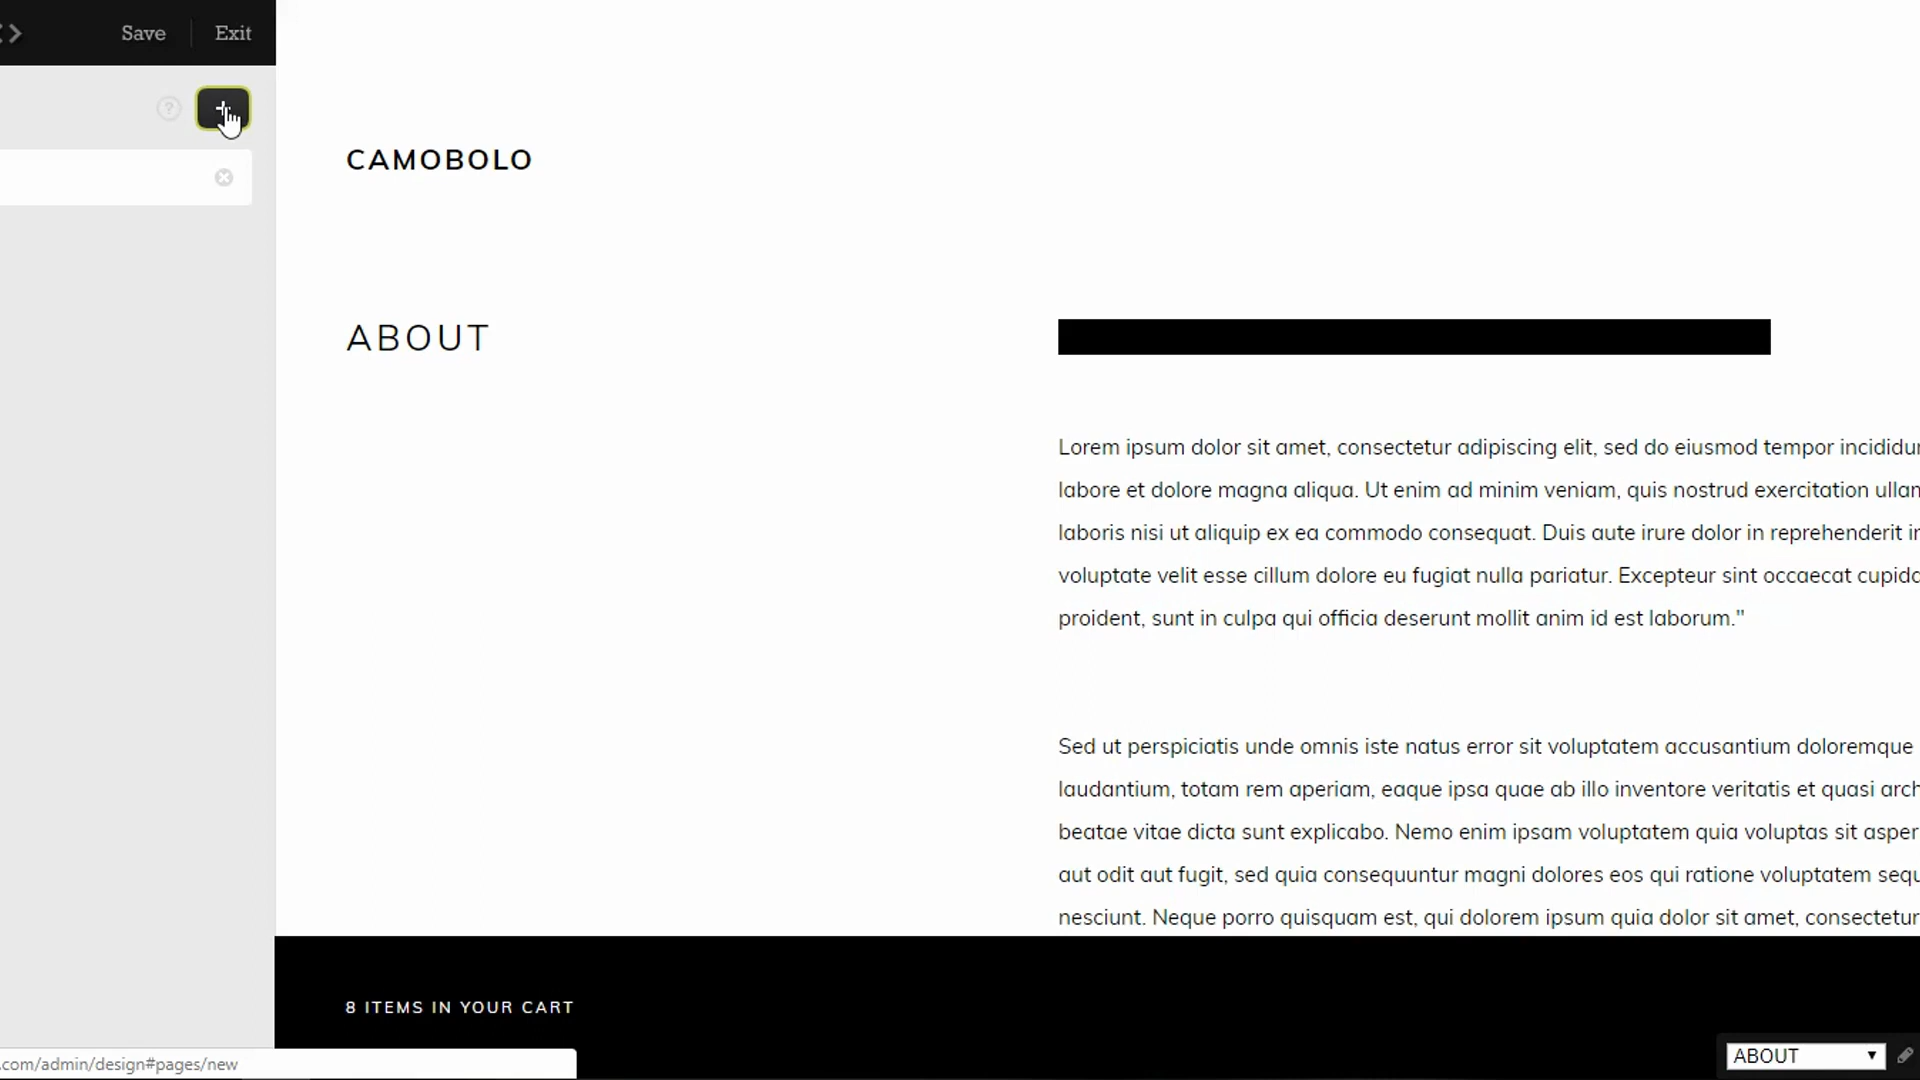 Save
Exit
?
CAMOBOLO
ABOUT
Lorem ipsum dolor sit amet, consectetur adipiscing elit, sed do eiusmod tempor
labore et dolore magna aliqua. Ut enim ad minim veniam, quis nostrud exercitation
laboris nisi ut aliquip ex ea commodo consequat. Duis aute irure dolor in reprehenderit
voluptate velit esse cillum dolore eu fugiat nulla pariatur. Excepteur sint occaecat
proident, sunt in culpa qui officia deserunt mollit anim id est laborum."
Sed ut perspiciatis unde omnis iste natus error sit voluptatem accusantium doloremque
laudantium, totam rem aperiam, eaque ipsa quae ab illo inventore veritatis et quasi
beatae vitae dicta sunt explicabo. Nemo enim ipsam voluptatem quia voluptas sit
aut odit aut fugit, sed quia consequuntur magni dolores eos qui ratione voluptatem
nesciunt. Neque porro quisquam est, qui dolorem ipsum quia dolor sit amet, consectetur
8 ITEMS IN YOUR CART
.com/admin/design#pages/new
ABOUT